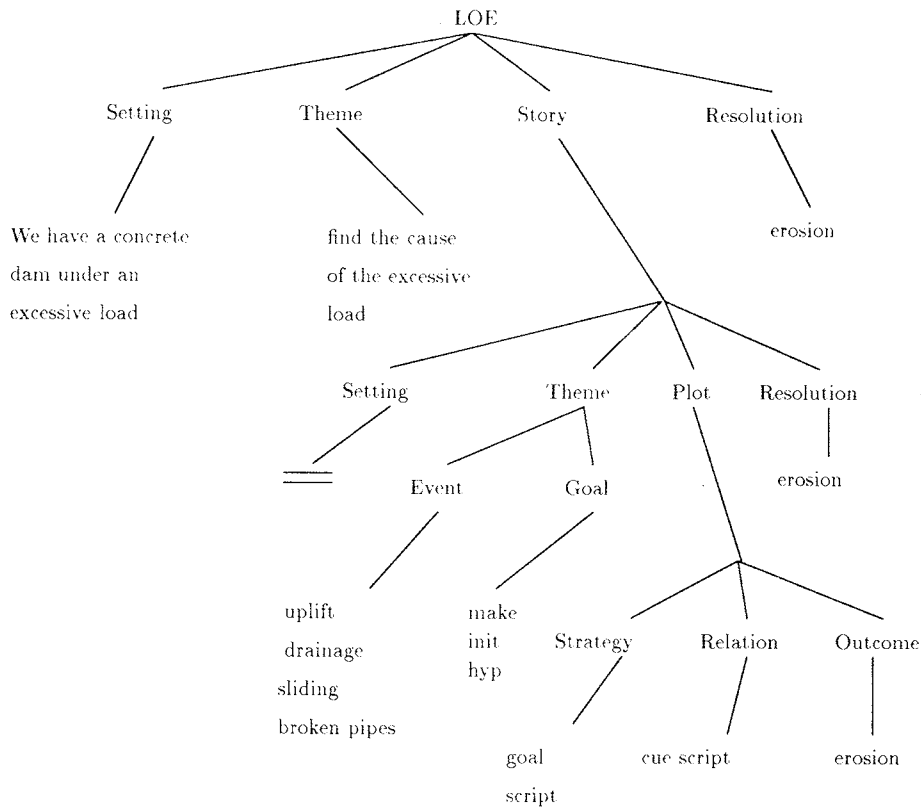 LOE
Setting
Theme
Story
Resolution
We have a concrete
dam under an
excessive load
find the cause
of the excessive
load
erosion
Setting
Theme
Plot
Resolution
Event
Goal
erosion
uplift
drainage
sliding
broken pipes
make
init
hyp
Strategy
Relation
Outcome
goal
script
cue script
erosion